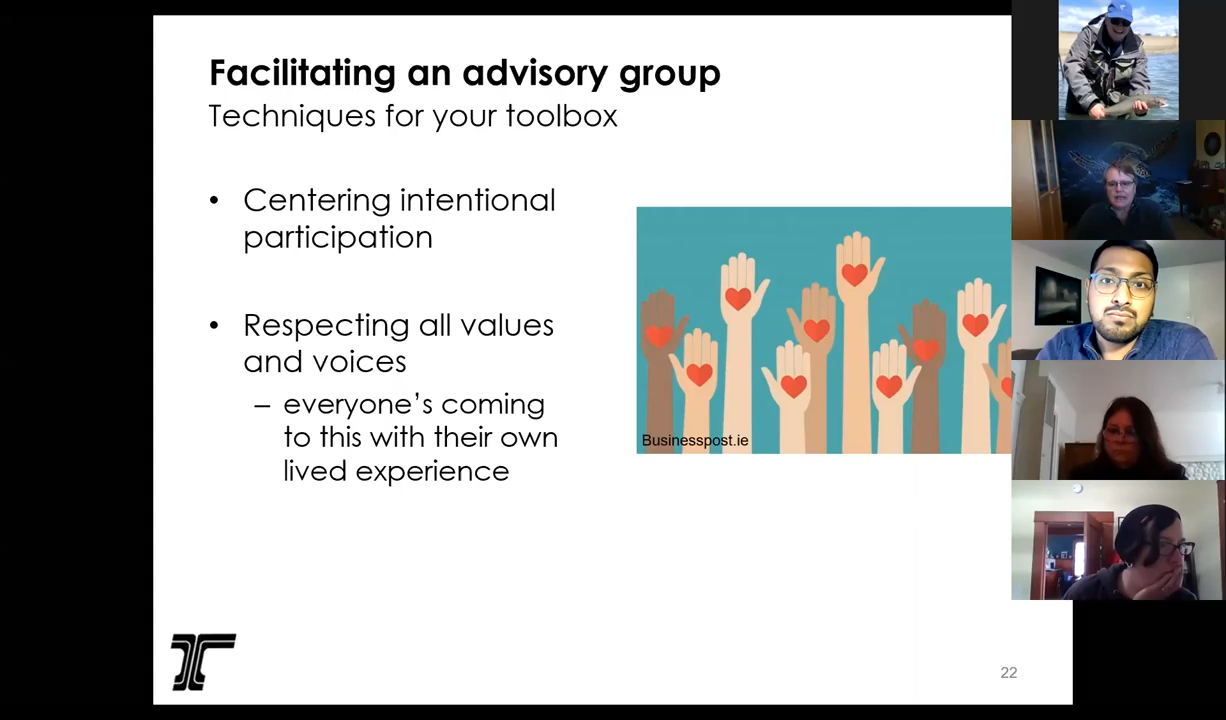 Facilitating an advisory group
Techniques for your toolbox
• Centering intentional
participation
• Respecting all values
and voices
– everyone's coming
to this with their own
lived experience
Businesspost.ie
22